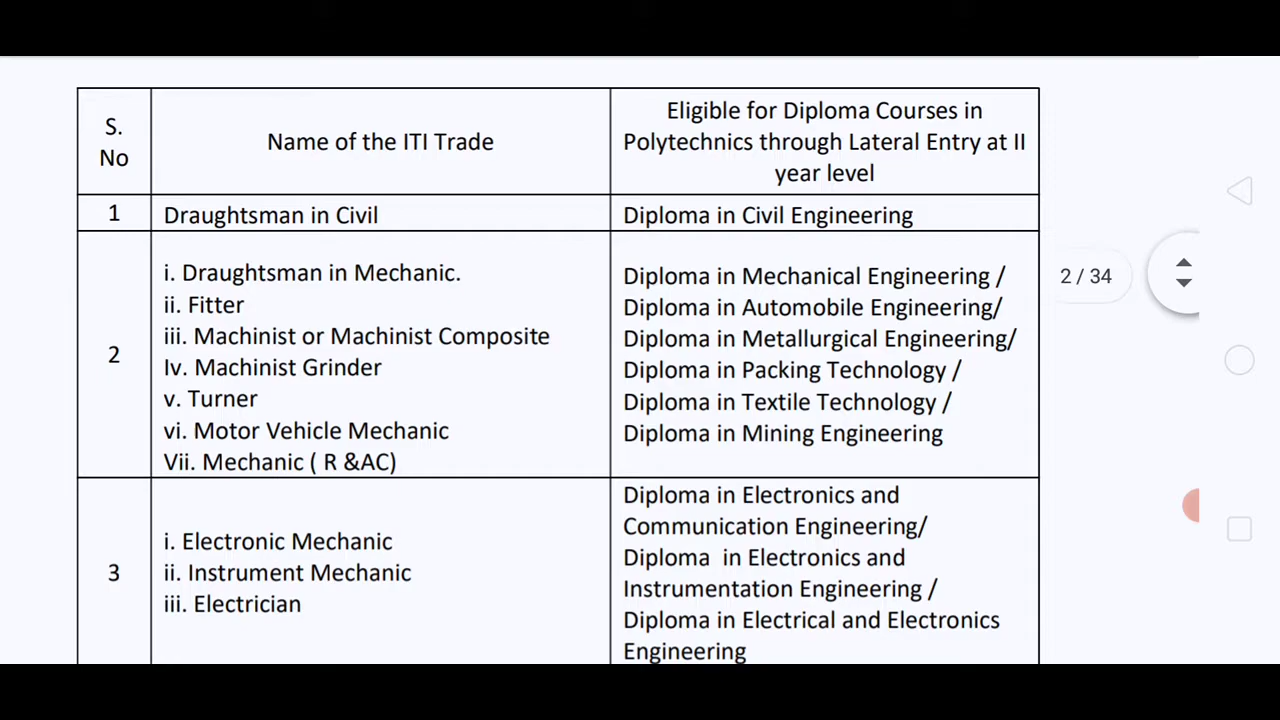 S. No
Name of the ITI Trade
Eligible for Diploma Courses in
Polytechnics through Lateral Entry at II
year level
1
Draughtsman in Civil
Diploma in Civil Engineering
2
i. Draughtsman in Mechanic.
ii. Fitter
iii. Machinist or Machinist Composite
Iv. Machinist Grinder
v. Turner
vi. Motor Vehicle Mechanic
Vii. Mechanic ( R &AC)
Diploma in Mechanical Engineering /
Diploma in Automobile Engineering/
Diploma in Metallurgical Engineering/
Diploma in Packing Technology /
Diploma in Textile Technology /
Diploma in Mining Engineering
3
i. Electronic Mechanic
ii. Instrument Mechanic
iii. Electrician
Diploma in Electronics and
Communication Engineering/
Diploma  in Electronics and
Instrumentation Engineering /
Diploma in Electrical and Electronics
Engineering
2 / 34